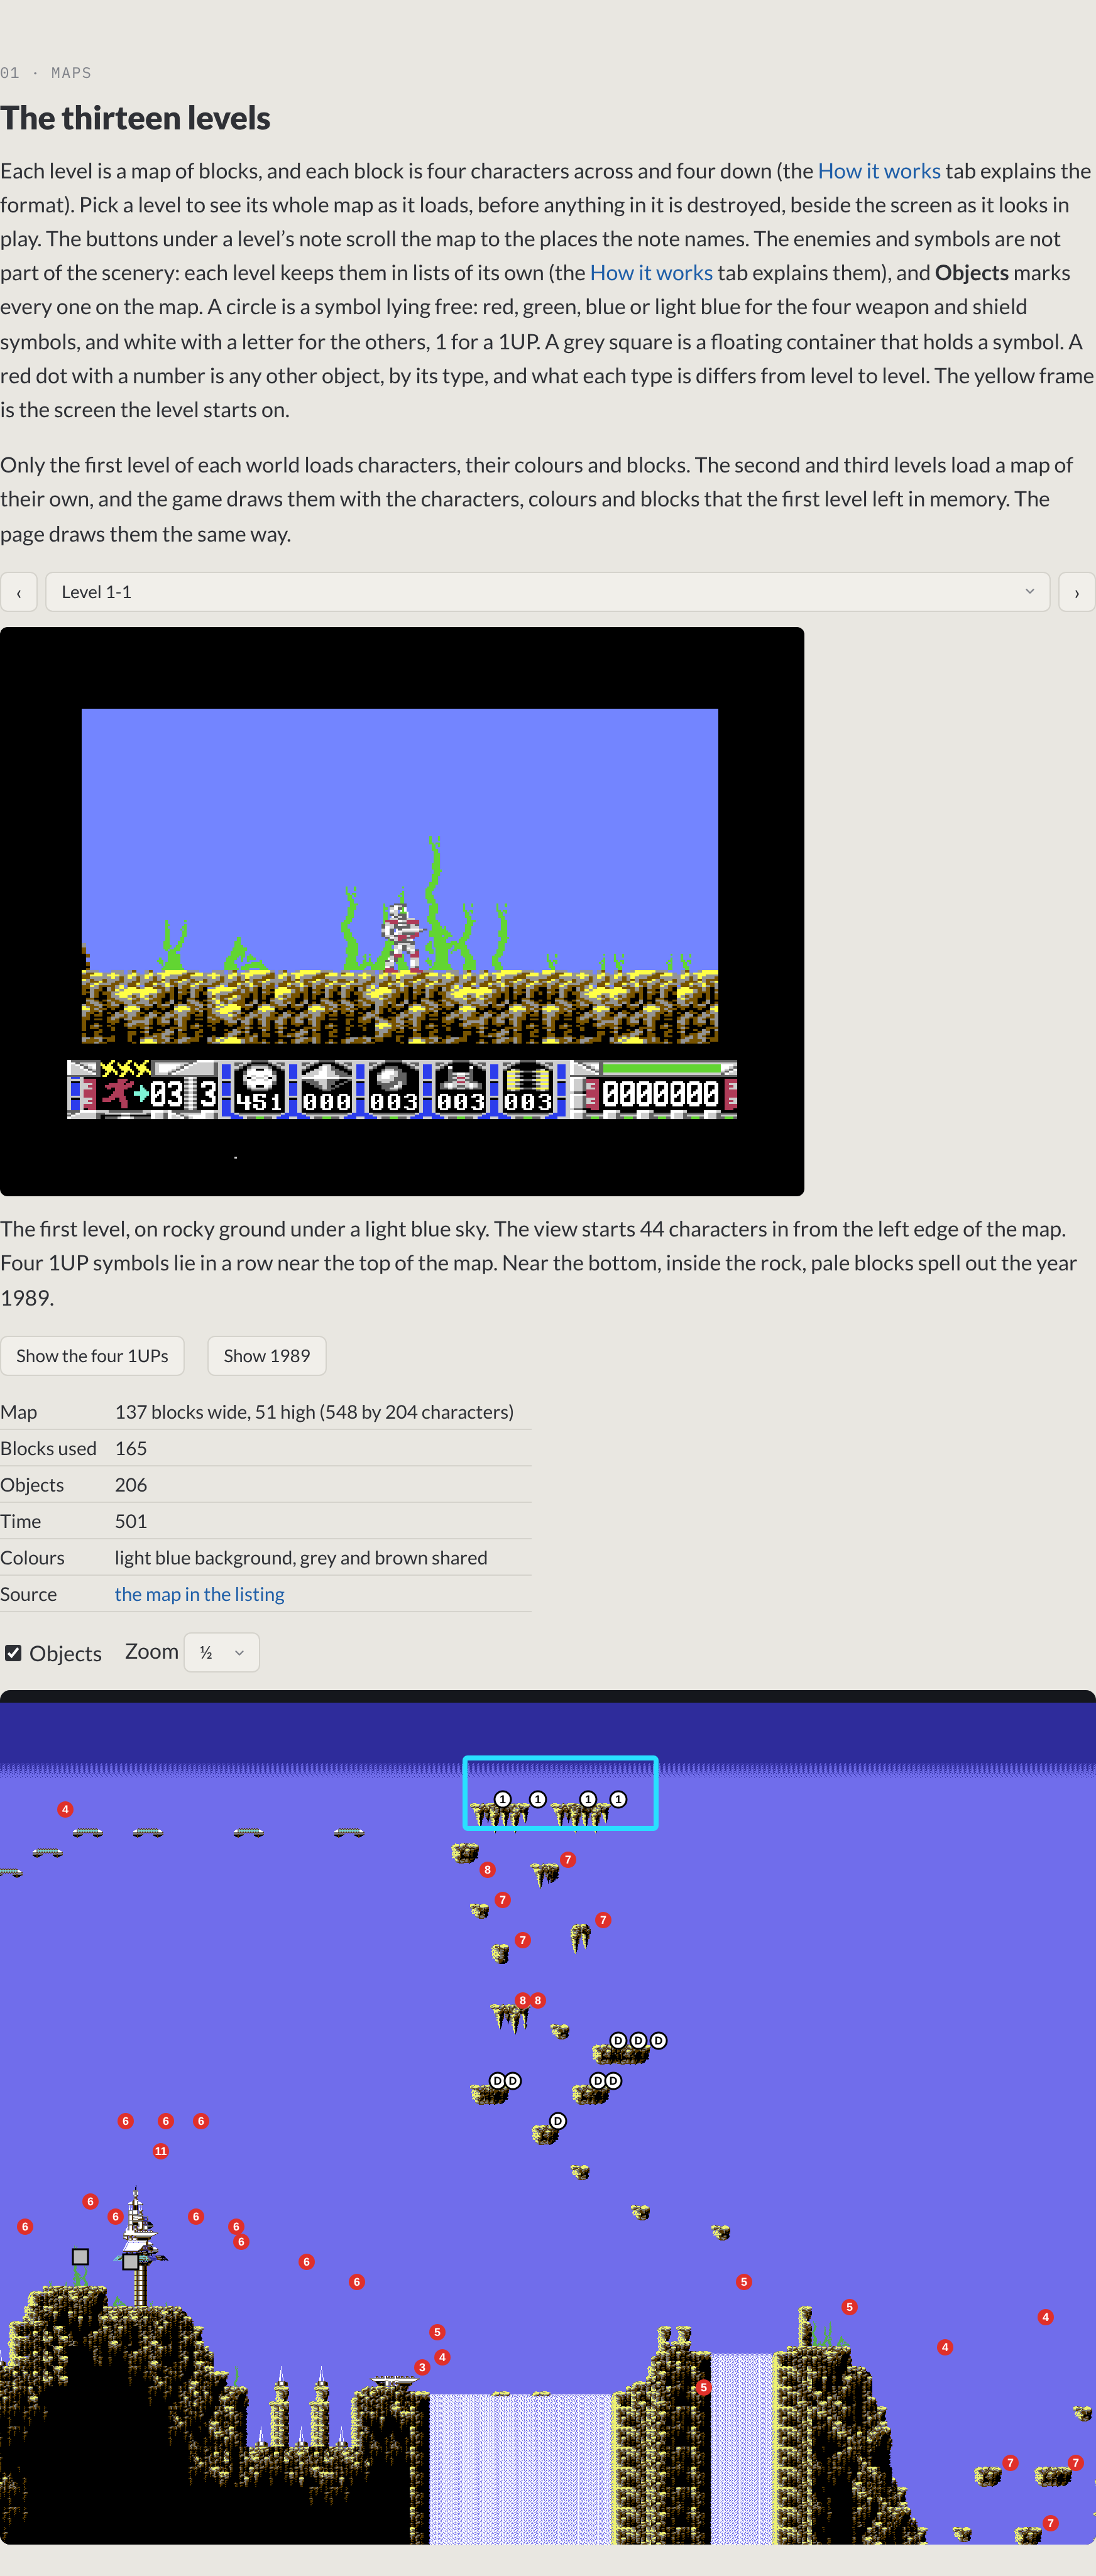 01 · MAPS
The thirteen levels
Each level is a map of blocks, and each block is four characters across and four down (the How it works tab explains the
format). Pick a level to see its whole map as it loads, before anything in it is destroyed, beside the screen as it looks in
play. The buttons under a level’s note scroll the map to the places the note names. The enemies and symbols are not
part of the scenery: each level keeps them in lists of its own (the How it works tab explains them), and Objects marks
every one on the map. A circle is a symbol lying free: red, green, blue or light blue for the four weapon and shield
symbols, and white with a letter for the others, 1 for a 1UP. A grey square is a floating container that holds a symbol. A
red dot with a number is any other object, by its type, and what each type is differs from level to level. The yellow frame
is the screen the level starts on.
Only the first level of each world loads characters, their colours and blocks. The second and third levels load a map of
their own, and the game draws them with the characters, colours and blocks that the first level left in memory. The
page draws them the same way.
‹ Level 1-1 ›
03 3 451 000 003 003 003 0000000
The first level, on rocky ground under a light blue sky. The view starts 44 characters in from the left edge of the map.
Four 1UP symbols lie in a row near the top of the map. Near the bottom, inside the rock, pale blocks spell out the year
1989.
Show the four 1UPs Show 1989
Map 137 blocks wide, 51 high (548 by 204 characters)
Blocks used 165
Objects 206
Time 501
Colours light blue background, grey and brown shared
Source the map in the listing
Objects Zoom ½
1 1 1 1
4
7
8
7
7
7
8 8
D D D
D D D D
D
6 6 6
11
6
6 6
6 6
6
6
6 5
5
5 4
4
4
3
5
7 7
7